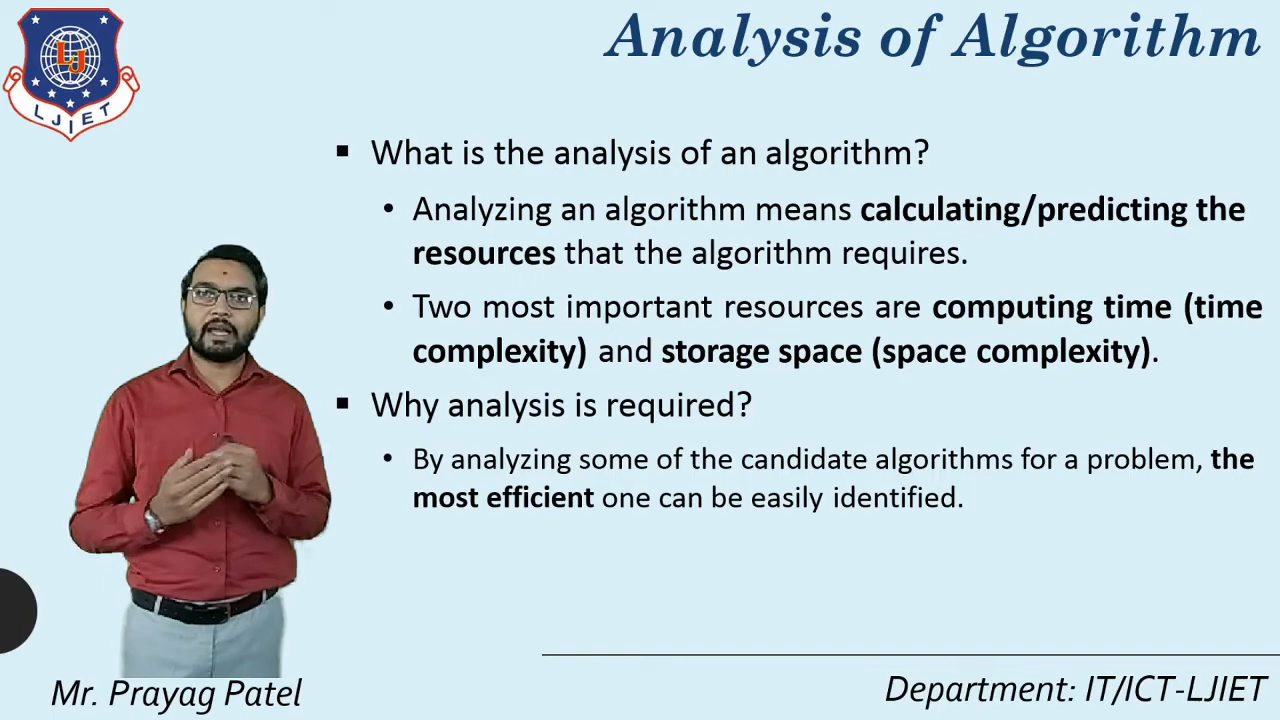 Analysis of Algorithm
LJ
LJIET
▪ What is the analysis of an algorithm?
• Analyzing an algorithm means calculating/predicting the
resources that the algorithm requires.
• Two most important resources are computing time (time
complexity) and storage space (space complexity).
▪ Why analysis is required?
• By analyzing some of the candidate algorithms for a problem, the
most efficient one can be easily identified.
Mr. Prayag Patel
Department: IT/ICT-LJIET